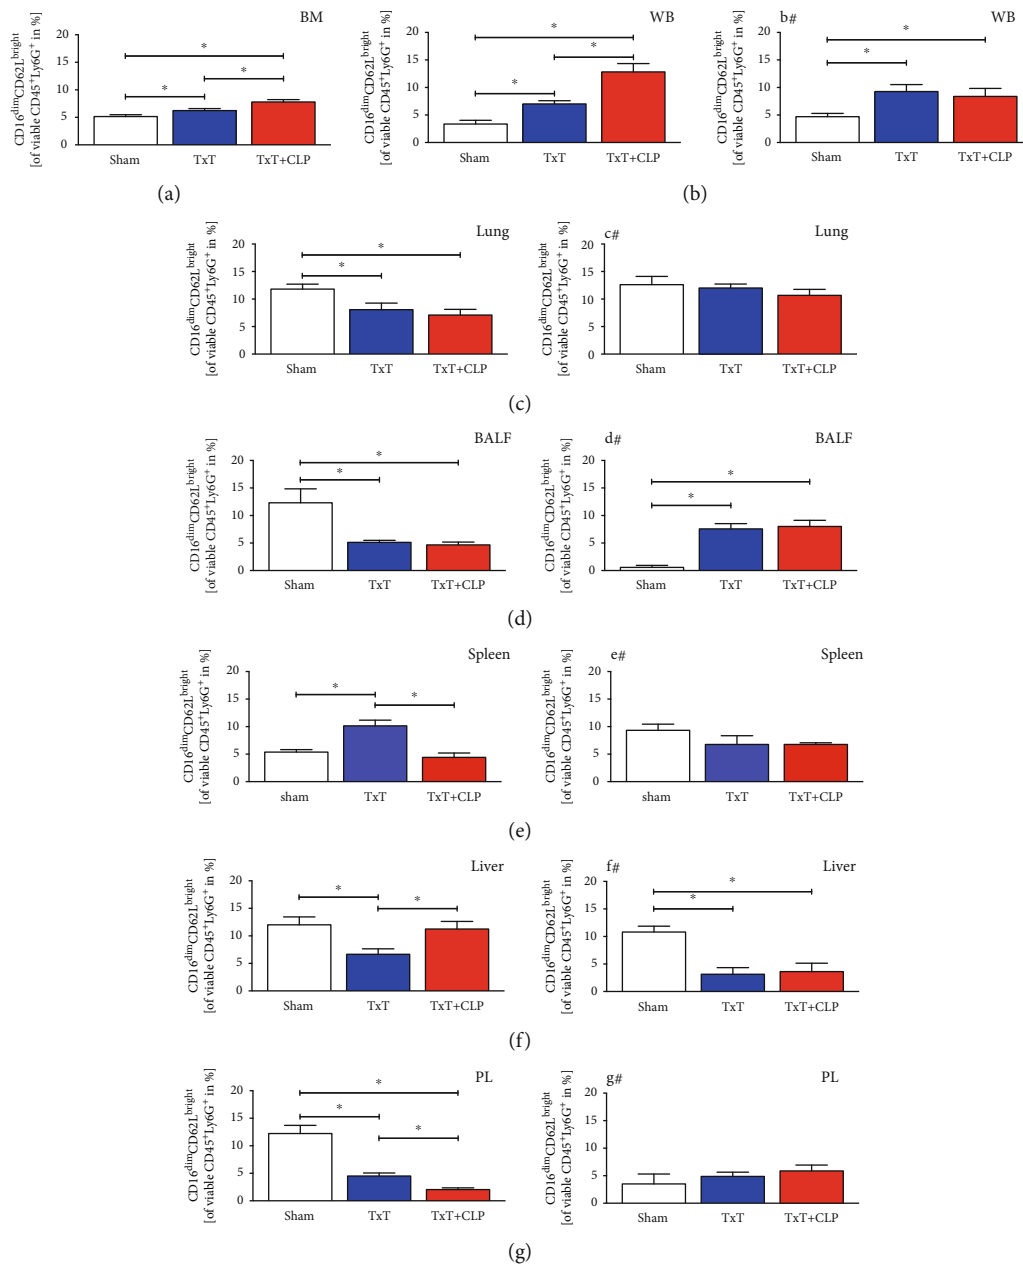 BM
CD16dimCD62Lbright
[of viable CD45+Ly6G+ in %]
20
15
10
5
0
*
*
*
Sham TxT TxT+CLP
(a)
WB
CD16dimCD62Lbright
[of viable CD45+Ly6G+ in %]
20
15
10
5
0
*
*
*
Sham TxT TxT+CLP
b# WB
CD16dimCD62Lbright
[of viable CD45+Ly6G+ in %]
20
15
10
5
0
*
*
Sham TxT TxT+CLP
(b)
Lung
CD16dimCD62Lbright
[of viable CD45+Ly6G+ in %]
20
15
10
5
0
*
*
Sham TxT TxT+CLP
c# Lung
CD16dimCD62Lbright
[of viable CD45+Ly6G+ in %]
20
15
10
5
0
Sham TxT TxT+CLP
(c)
BALF
CD16dimCD62Lbright
[of viable CD45+Ly6G+ in %]
20
15
10
5
0
*
*
Sham TxT TxT+CLP
d# BALF
CD16dimCD62Lbright
[of viable CD45+Ly6G+ in %]
20
15
10
5
0
*
*
Sham TxT TxT+CLP
(d)
Spleen
CD16dimCD62Lbright
[of viable CD45+Ly6G+ in %]
20
15
10
5
0
*
*
sham TxT TxT+CLP
e# Spleen
CD16dimCD62Lbright
[of viable CD45+Ly6G+ in %]
20
15
10
5
0
sham TxT TxT+CLP
(e)
Liver
CD16dimCD62Lbright
[of viable CD45+Ly6G+ in %]
20
15
10
5
0
*
*
Sham TxT TxT+CLP
f# Liver
CD16dimCD62Lbright
[of viable CD45+Ly6G+ in %]
20
15
10
5
0
*
*
Sham TxT TxT+CLP
(f)
PL
CD16dimCD62Lbright
[of viable CD45+Ly6G+ in %]
20
15
10
5
0
*
*
*
Sham TxT TxT+CLP
g# PL
CD16dimCD62Lbright
[of viable CD45+Ly6G+ in %]
20
15
10
5
0
Sham TxT TxT+CLP
(g)